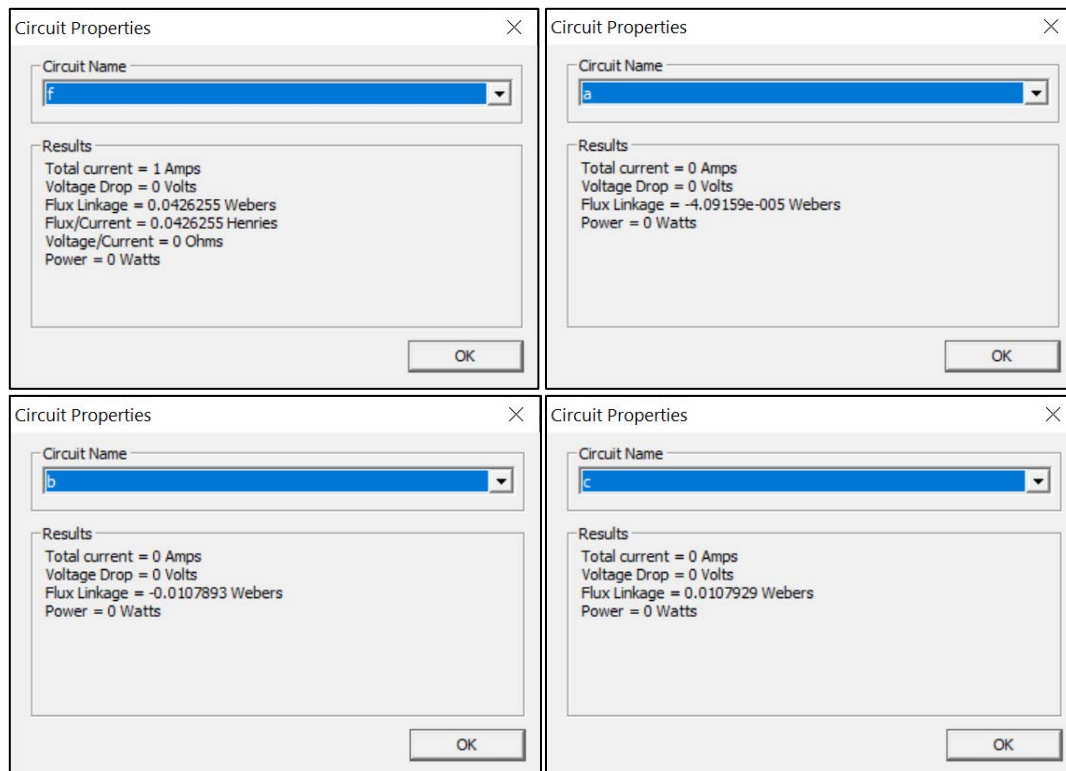 Circuit Properties
Circuit Name
f
Results
Total current = 1 Amps
Voltage Drop = 0 Volts
Flux Linkage = 0.0426255 Webers
Flux/Current = 0.0426255 Henries
Voltage/Current = 0 Ohms
Power = 0 Watts
OK
Circuit Properties
Circuit Name
a
Results
Total current = 0 Amps
Voltage Drop = 0 Volts
Flux Linkage = -4.09159e-005 Webers
Power = 0 Watts
OK
Circuit Properties
Circuit Name
b
Results
Total current = 0 Amps
Voltage Drop = 0 Volts
Flux Linkage = -0.0107893 Webers
Power = 0 Watts
OK
Circuit Properties
Circuit Name
c
Results
Total current = 0 Amps
Voltage Drop = 0 Volts
Flux Linkage = 0.0107929 Webers
Power = 0 Watts
OK